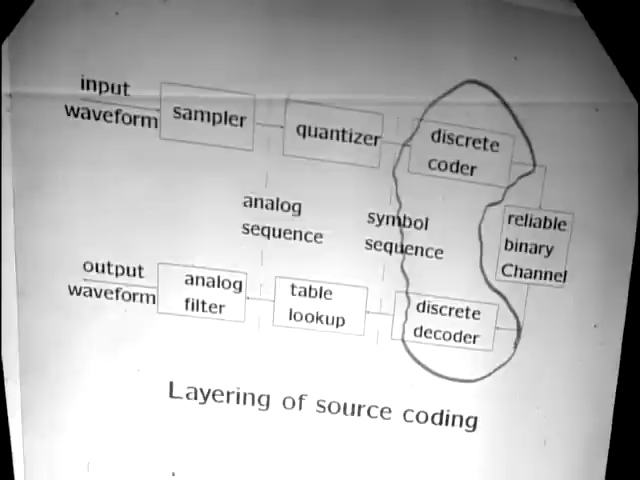 input
waveform
sampler
quantizer
discrete
coder
analog
sequence
symbol
sequence
reliable
binary
Channel
output
waveform
analog
filter
table
lookup
discrete
decoder
Layering of source coding